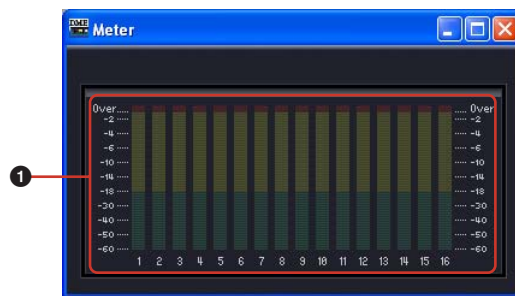 DME Meter
❶
Over..... ..... Over
-2 ..... ..... -2
-4 ..... ..... -4
-6 ..... ..... -6
-10 ..... ..... -10
-14 ..... ..... -14
-18 ..... ..... -18
-30 ..... ..... -30
-40 ..... ..... -40
-50 ..... ..... -50
-60 ..... ..... -60
1 2 3 4 5 6 7 8 9 10 11 12 13 14 15 16